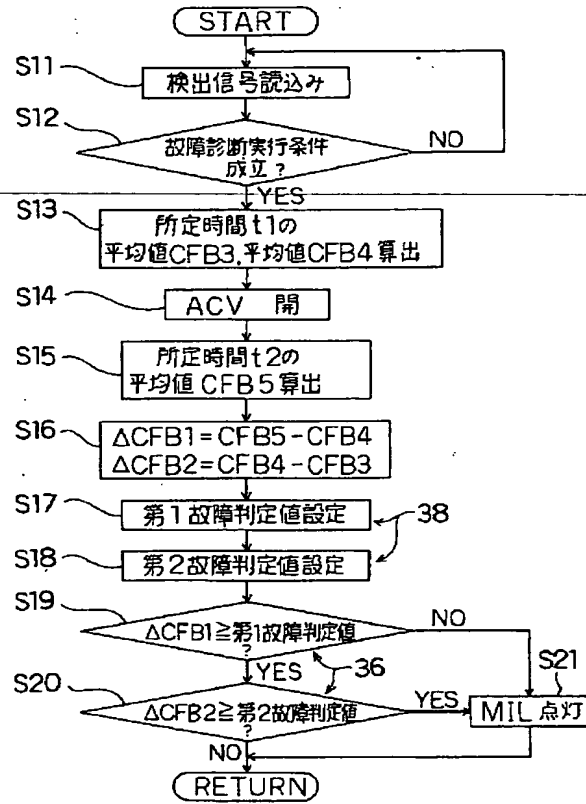 START
S11
検出信号読込み
S12
故障診断実行条件
成立?
NO
YES
S13
所定時間t1の
平均値CFB3,平均値CFB4算出
S14
ACV 開
S15
所定時間t2の
平均値CFB5算出
S16
ΔCFB1=CFB5-CFB4
ΔCFB2=CFB4-CFB3
S17
第1故障判定値設定
38
S18
第2故障判定値設定
S19
ΔCFB1≧第1故障判定値
?
NO
YES
36
S21
S20
ΔCFB2≧第2故障判定値
?
YES
MIL点灯
NO
RETURN